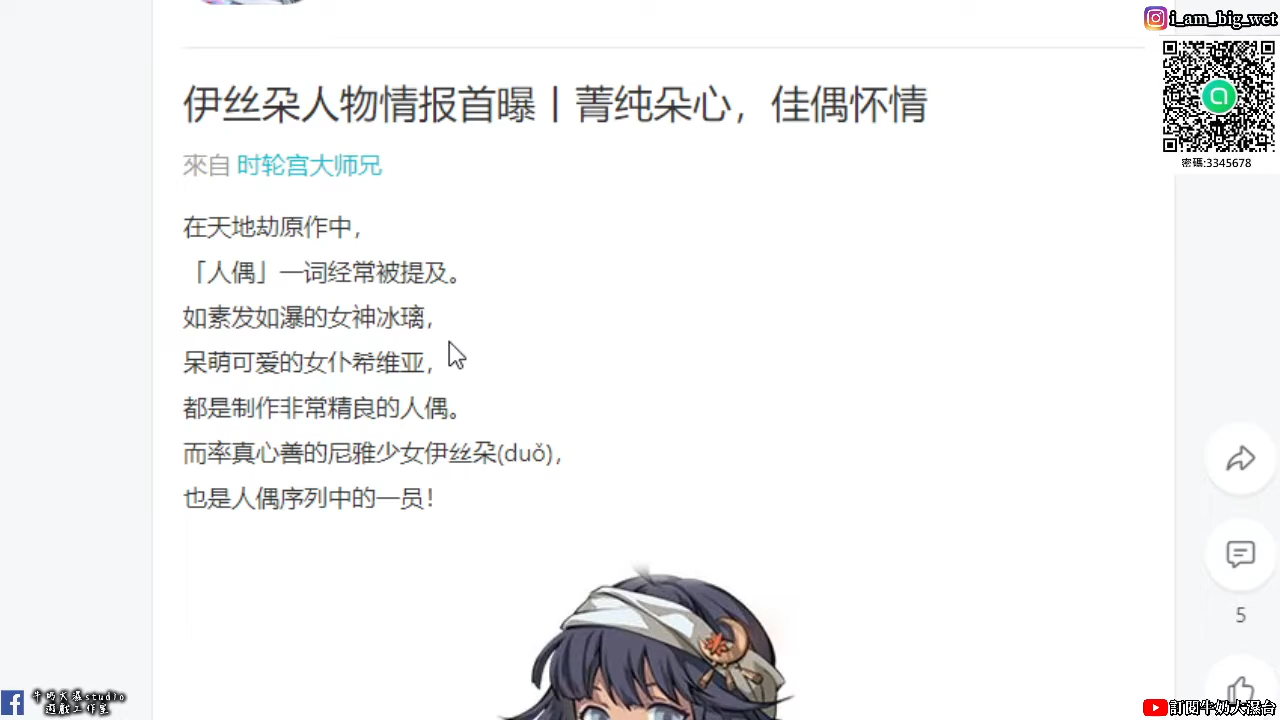 i_am_big_wet
密碼:3345678
伊丝朵人物情报首曝丨菁纯朵心，佳偶怀情
來自 时轮宫大师兄
在天地劫原作中，
「人偶」一词经常被提及。
如素发如瀑的女神冰璃，
呆萌可爱的女仆希维亚，
都是制作非常精良的人偶。
而率真心善的尼雅少女伊丝朵(duǒ)，
也是人偶序列中的一员！
5
牛奶大瀑studio
遊戲工作室
訂閱牛奶大瀑台